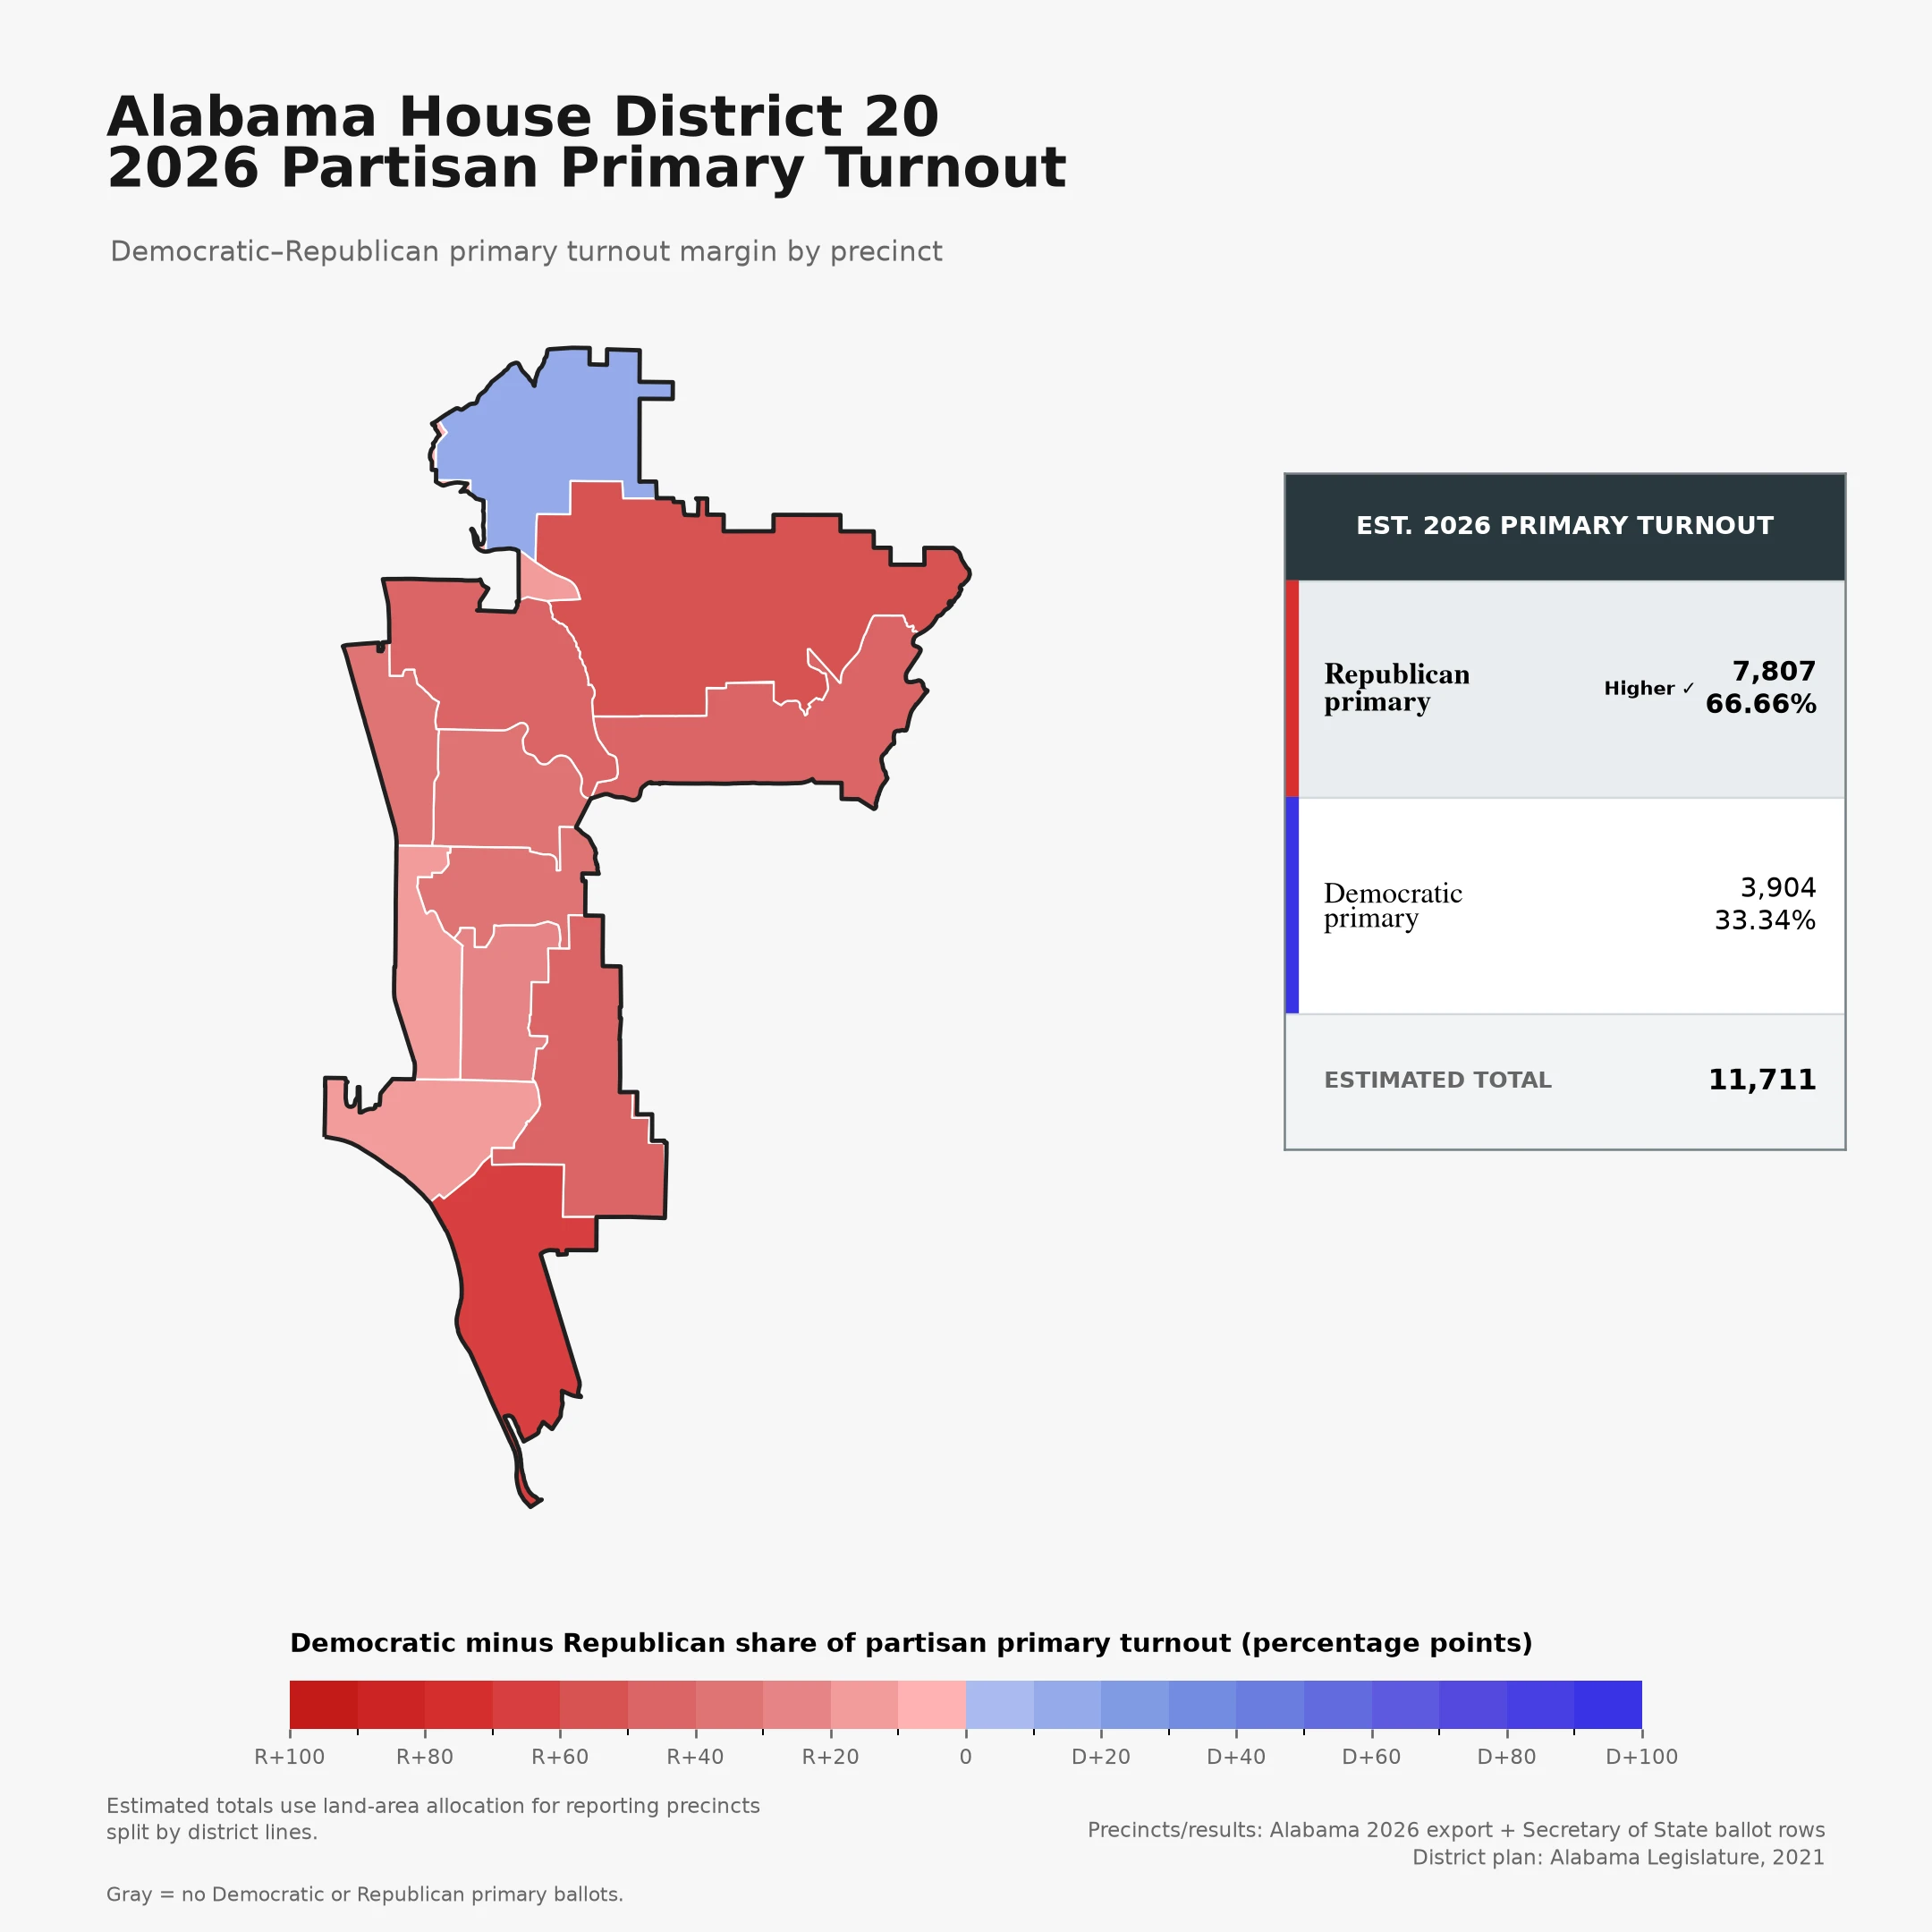 Alabama House District 20
2026 Partisan Primary Turnout
Democratic–Republican primary turnout margin by precinct
EST. 2026 PRIMARY TURNOUT
Republican
primary
Higher ✓
7,807
66.66%
Democratic
primary
3,904
33.34%
ESTIMATED TOTAL
11,711
Democratic minus Republican share of partisan primary turnout (percentage points)
R+100
R+80
R+60
R+40
R+20
0
D+20
D+40
D+60
D+80
D+100
Estimated totals use land-area allocation for reporting precincts
split by district lines.
Precincts/results: Alabama 2026 export + Secretary of State ballot rows
District plan: Alabama Legislature, 2021
Gray = no Democratic or Republican primary ballots.